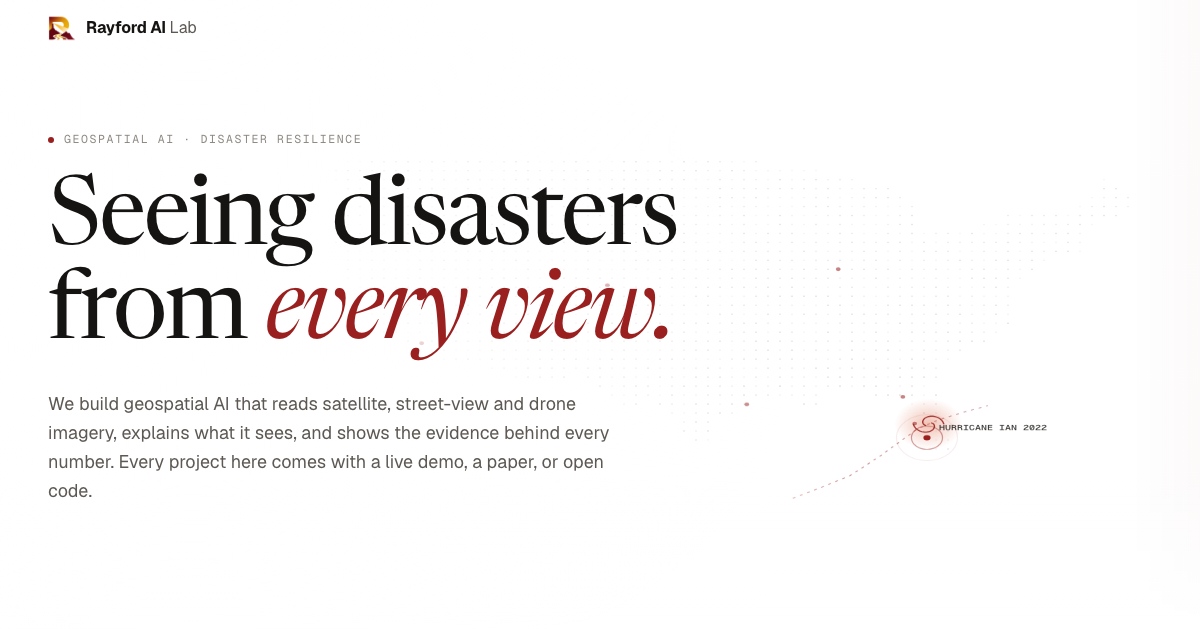 Rayford AI Lab
GEOSPATIAL AI · DISASTER RESILIENCE
Seeing disasters
from every view.
We build geospatial AI that reads satellite, street-view and drone
imagery, explains what it sees, and shows the evidence behind every
number. Every project here comes with a live demo, a paper, or open
code.
HURRICANE IAN 2022